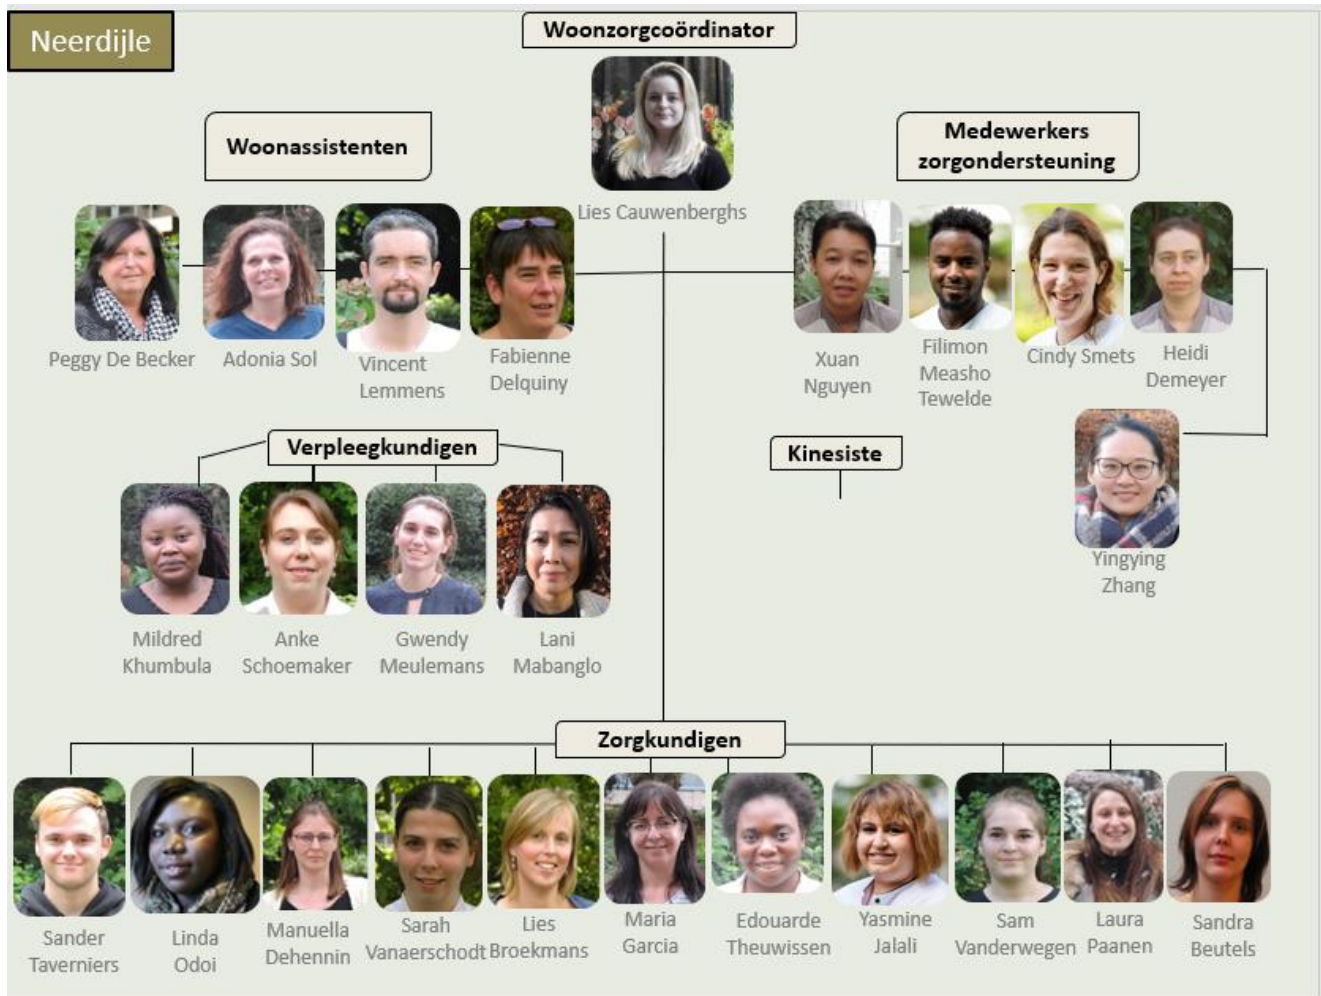 Neerdijle
Woonzorgcoördinator
Lies Cauwenberghs
Woonassistenten
Peggy De Becker
Adonia Sol
Vincent
Lemmens
Fabienne
Delquiny
Medewerkers
zorgondersteuning
Xuan
Nguyen
Filimon
Measho
Tewelde
Cindy Smets
Heidi
Demeyer
Yingying
Zhang
Verpleegkundigen
Mildred
Khumbula
Anke
Schoemaker
Gwendy
Meulemans
Lani
Mabanglo
Kinesiste
Zorgkundigen
Sander
Taverniers
Linda
Odoi
Manuella
Dehennin
Sarah
Vanaerschodt
Lies
Broekmans
Maria
Garcia
Edouarde
Theuwissen
Yasmine
Jalali
Sam
Vanderwegen
Laura
Paanen
Sandra
Beutels